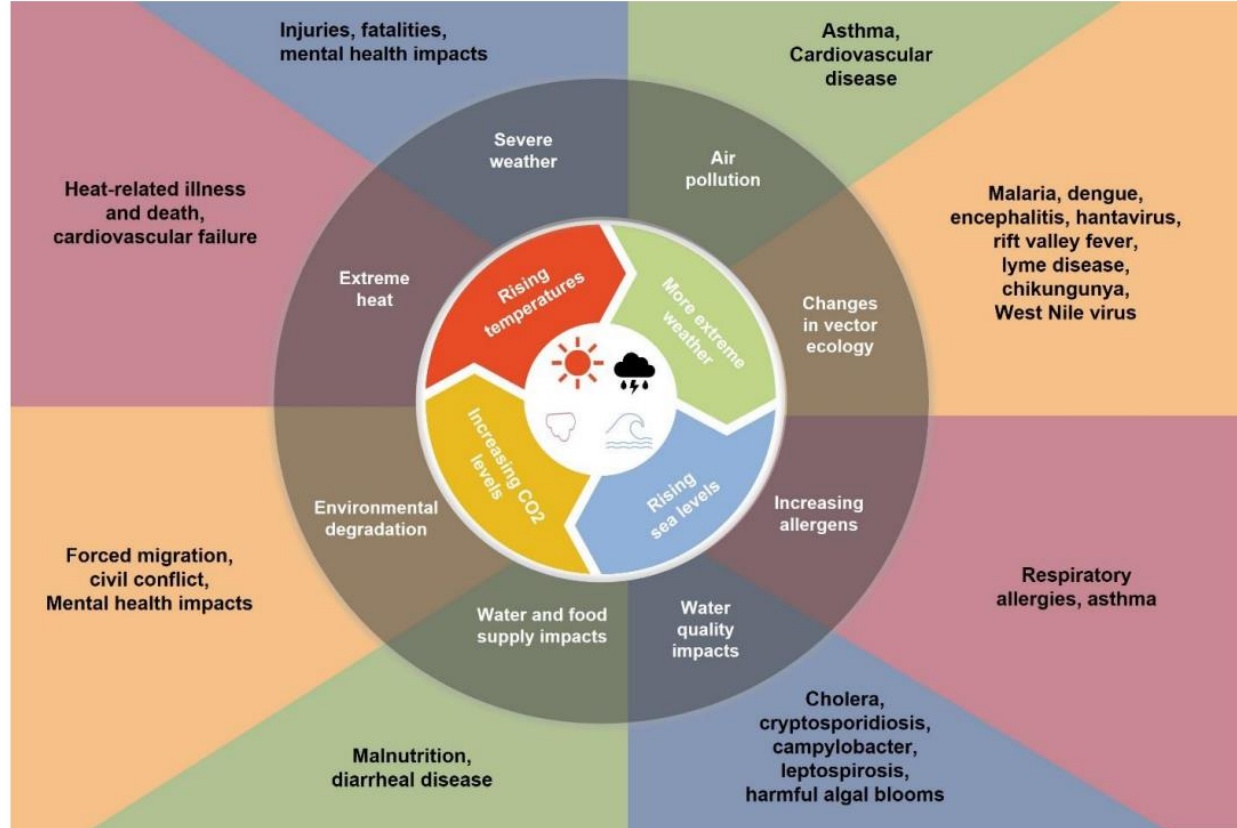 Injuries, fatalities,
mental health impacts
Asthma,
Cardiovascular
disease
Severe
weather
Air
pollution
Heat-related illness
and death,
cardiovascular failure
Malaria, dengue,
encephalitis, hantavirus,
rift valley fever,
lyme disease,
chikungunya,
West Nile virus
Extreme
heat
Rising
temperatures
More extreme
weather
Changes
in vector
ecology
Increasing CO2
levels
Rising
sea levels
Environmental
degradation
Increasing
allergens
Forced migration,
civil conflict,
Mental health impacts
Respiratory
allergies, asthma
Water and food
supply impacts
Water
quality
impacts
Malnutrition,
diarrheal disease
Cholera,
cryptosporidiosis,
campylobacter,
leptospirosis,
harmful algal blooms